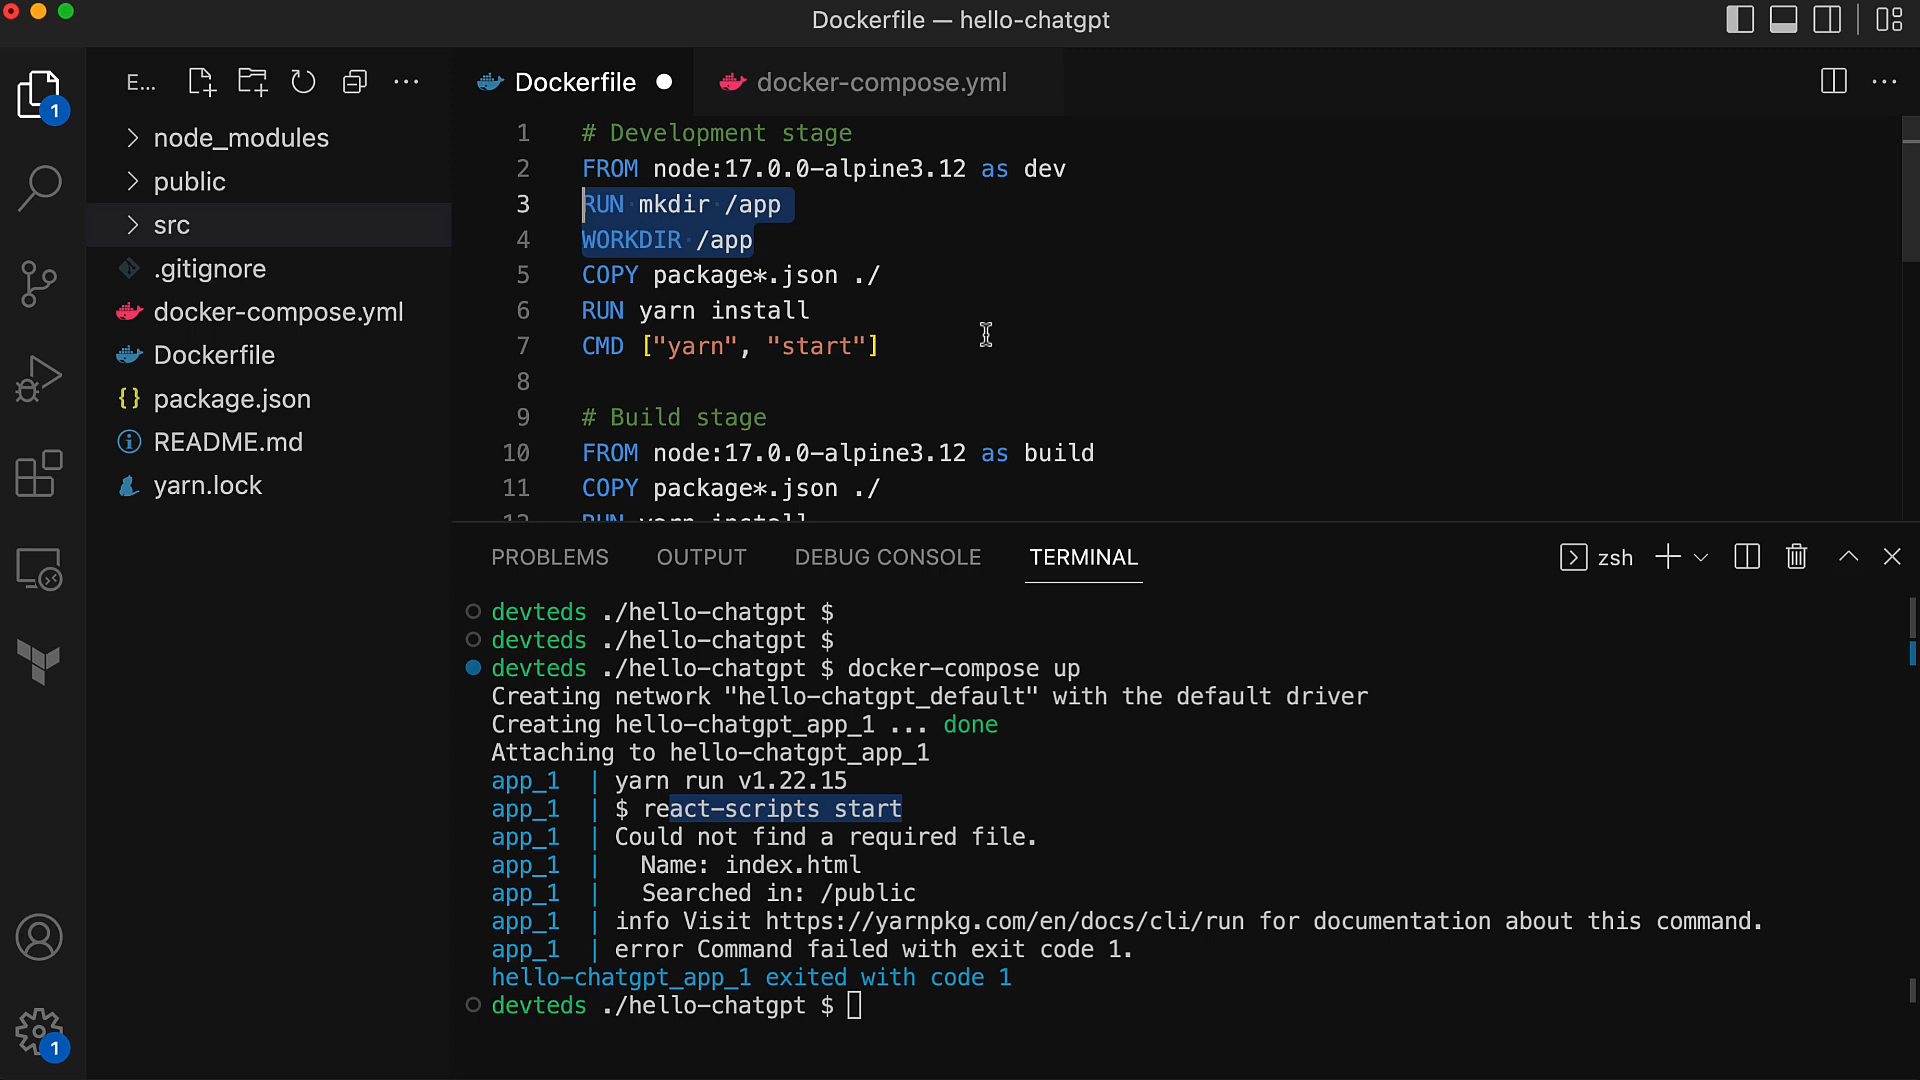 Dockerfile — hello-chatgpt
E...
Dockerfile
docker-compose.yml
1
node_modules
public
src
.gitignore
docker-compose.yml
Dockerfile
package.json
README.md
yarn.lock
1 # Development stage
2 FROM node:17.0.0-alpine3.12 as dev
3 RUN mkdir /app
4 WORKDIR /app
5 COPY package*.json ./
6 RUN yarn install
7 CMD ["yarn", "start"]
8
9 # Build stage
10 FROM node:17.0.0-alpine3.12 as build
11 COPY package*.json ./
12 RUN yarn install
PROBLEMS OUTPUT DEBUG CONSOLE TERMINAL zsh
devteds ./hello-chatgpt $
devteds ./hello-chatgpt $
devteds ./hello-chatgpt $ docker-compose up
Creating network "hello-chatgpt_default" with the default driver
Creating hello-chatgpt_app_1 ... done
Attaching to hello-chatgpt_app_1
app_1 | yarn run v1.22.15
app_1 | $ react-scripts start
app_1 | Could not find a required file.
app_1 | Name: index.html
app_1 | Searched in: /public
app_1 | info Visit https://yarnpkg.com/en/docs/cli/run for documentation about this command.
app_1 | error Command failed with exit code 1.
hello-chatgpt_app_1 exited with code 1
devteds ./hello-chatgpt $
1